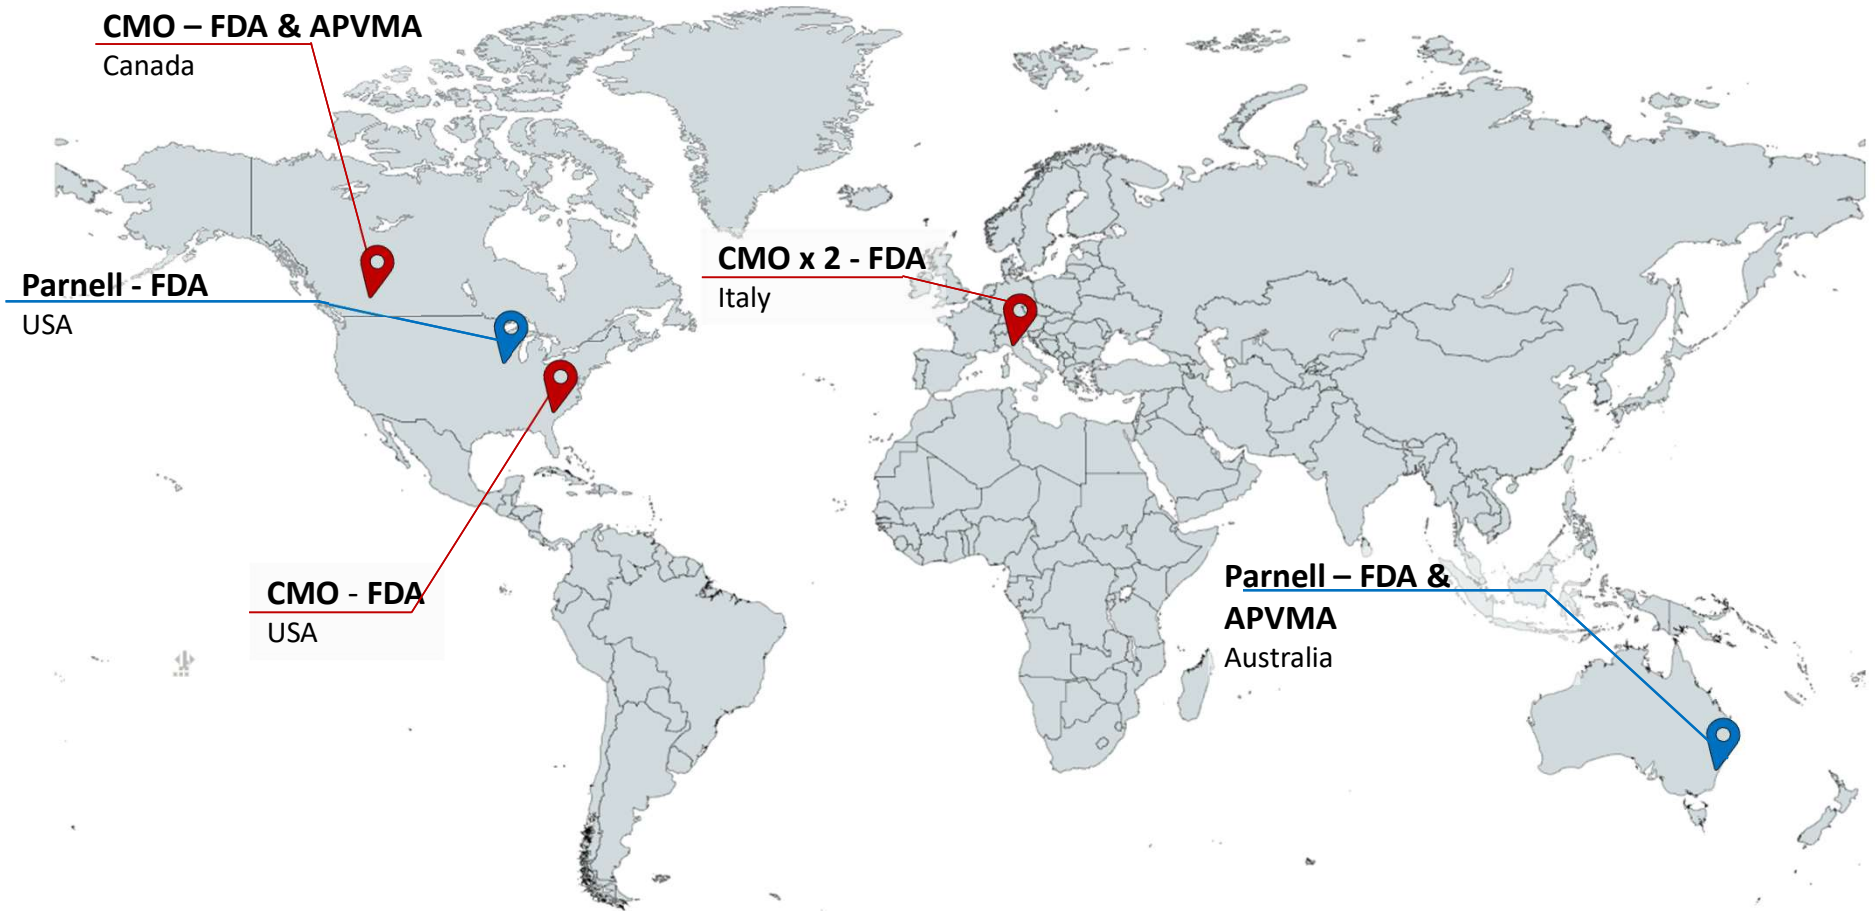 CMO – FDA & APVMA
Canada
Parnell - FDA
USA
CMO x 2 - FDA
Italy
CMO - FDA
USA
Parnell – FDA &
APVMA
Australia